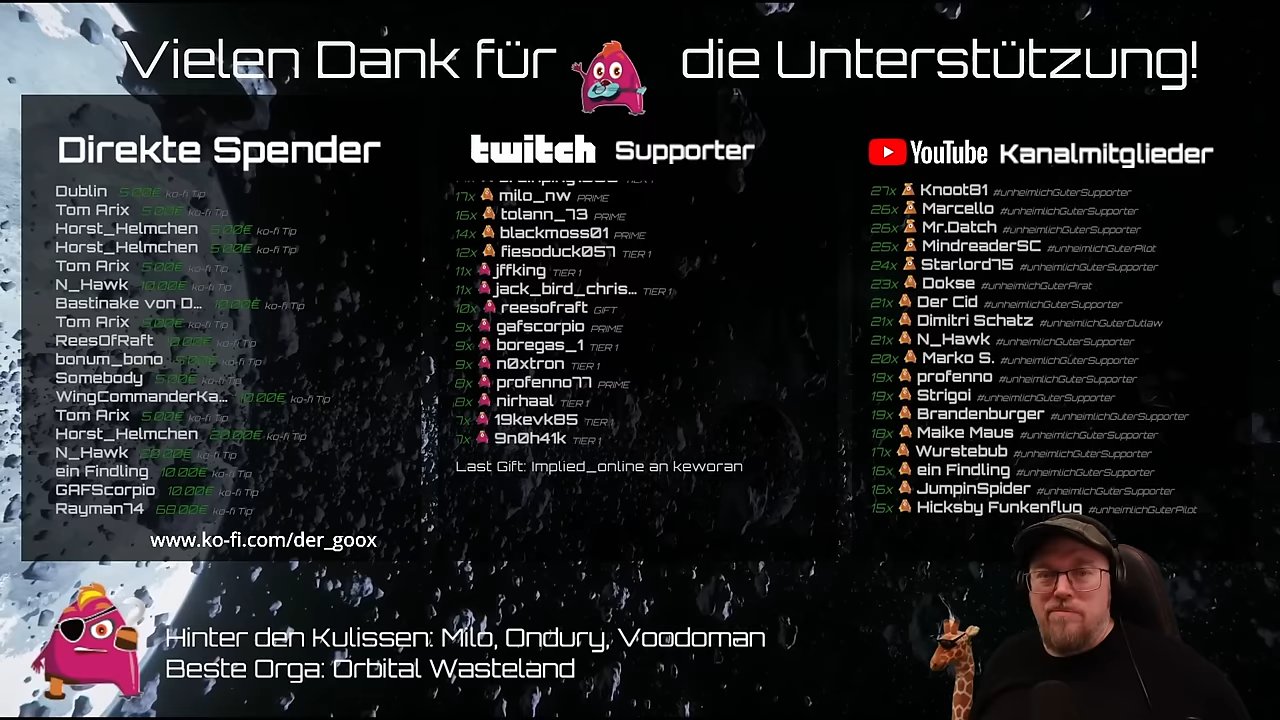 Vielen Dank für die Unterstützung!
Direkte Spender
Dublin 5.00€ ko-fi Tip
Tom Arix 5.00€ ko-fi Tip
Horst_Helmchen 5.00€ ko-fi Tip
Horst_Helmchen 5.00€ ko-fi Tip
Tom Arix 5.00€ ko-fi Tip
N_Hawk 10.00€ ko-fi Tip
Bastinake von D... 10.00€ ko-fi Tip
Tom Arix 5.00€ ko-fi Tip
ReesOfRaft ko-fi Tip
bonum_bono 5.00€ ko-fi Tip
Somebody 5.00€ ko-fi Tip
WingCommanderKa... 10.00€ ko-fi Tip
Tom Arix 5.00€ ko-fi Tip
Horst_Helmchen 20.00€ ko-fi Tip
N_Hawk 20.00€ ko-fi Tip
ein Findling 10.00€ ko-fi Tip
GAFScorpio 10.00€ ko-fi Tip
Rayman74 68.00€ ko-fi Tip
www.ko-fi.com/der_goox
twitch Supporter
17x milo_nw PRIME
16x tolann_73 PRIME
14x blackmoss01 PRIME
12x fiesoduck057 TIER 1
11x jffking TIER 1
11x jack_bird_chris... TIER 1
10x reesofraft GIFT
9x gafscorpio PRIME
9x boregas_1 TIER 1
9x n0xtron TIER 1
8x profenno77 PRIME
8x nirhaal TIER 1
7x 19kevk85 TIER 1
7x 9n0h41k TIER 1
Last Gift: Implied_online an keworan
YouTube Kanalmitglieder
27x Knoot81 #unheimlichGuterSupporter
26x Marcello #unheimlichGuterSupporter
26x Mr.Datch #unheimlichGuterSupporter
25x MindreaderSC #unheimlichGuterPilot
24x Starlord75 #unheimlichGuterSupporter
23x Dokse #unheimlichGuterPirat
21x Der Cid #unheimlichGuterSupporter
21x Dimitri Schatz #unheimlichGuterOutlaw
21x N_Hawk #unheimlichGuterSupporter
20x Marko S. #unheimlichGuterSupporter
19x profenno #unheimlichGuterSupporter
19x Strigoi #unheimlichGuterSupporter
19x Brandenburger #unheimlichGuterSupporter
18x Maike Maus #unheimlichGuterSupporter
17x Wurstebub #unheimlichGuterSupporter
16x ein Findling #unheimlichGuterSupporter
16x JumpinSpider #unheimlichGuterSupporter
15x Hicksby Funkenflug #unheimlichGuterPilot
Hinter den Kulissen: Milo, Ondury, Voodoman
Beste Orga: Orbital Wasteland